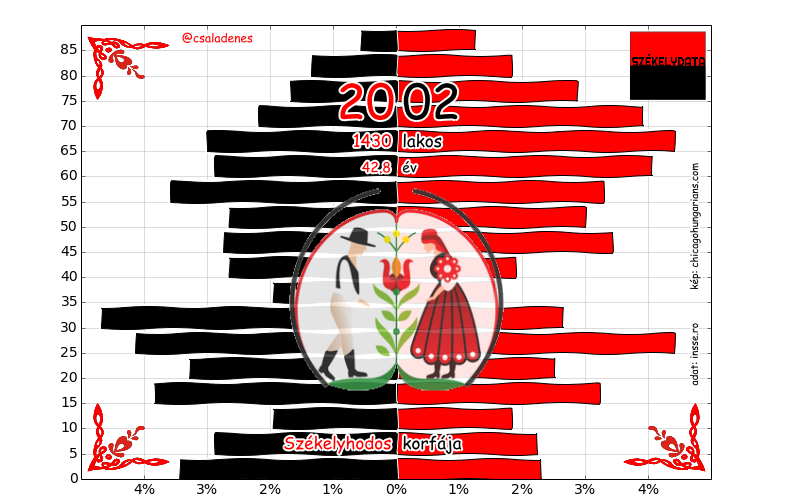 @csaladenes
SZÉKELYDATA
2002
1430 lakos
42.8 év
kép: chicagohungarians.com
adat: insse.ro
Székelyhodos korfája
85
80
75
70
65
60
55
50
45
40
35
30
25
20
15
10
5
0
4% 3% 2% 1% 0% 1% 2% 3% 4%